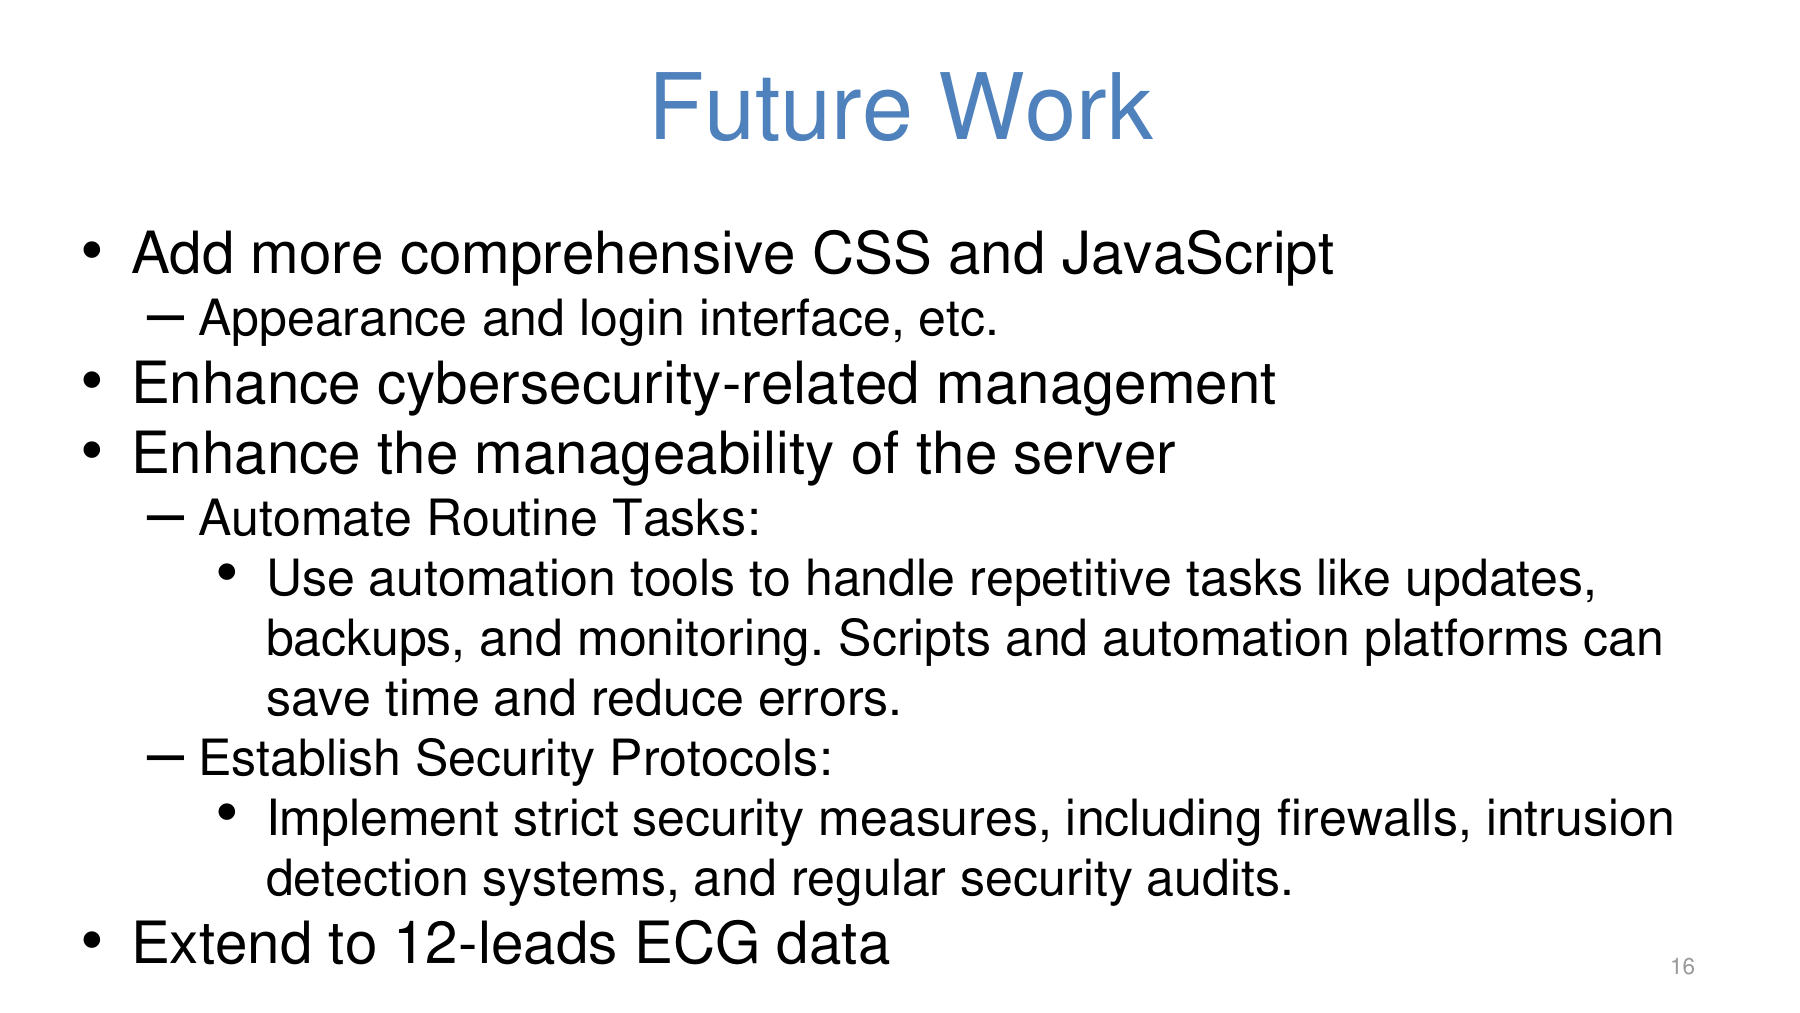 Future Work
• Add more comprehensive CSS and JavaScript
– Appearance and login interface, etc.
• Enhance cybersecurity-related management
• Enhance the manageability of the server
– Automate Routine Tasks:
• Use automation tools to handle repetitive tasks like updates,
backups, and monitoring. Scripts and automation platforms can
save time and reduce errors.
– Establish Security Protocols:
• Implement strict security measures, including firewalls, intrusion
detection systems, and regular security audits.
• Extend to 12-leads ECG data
16